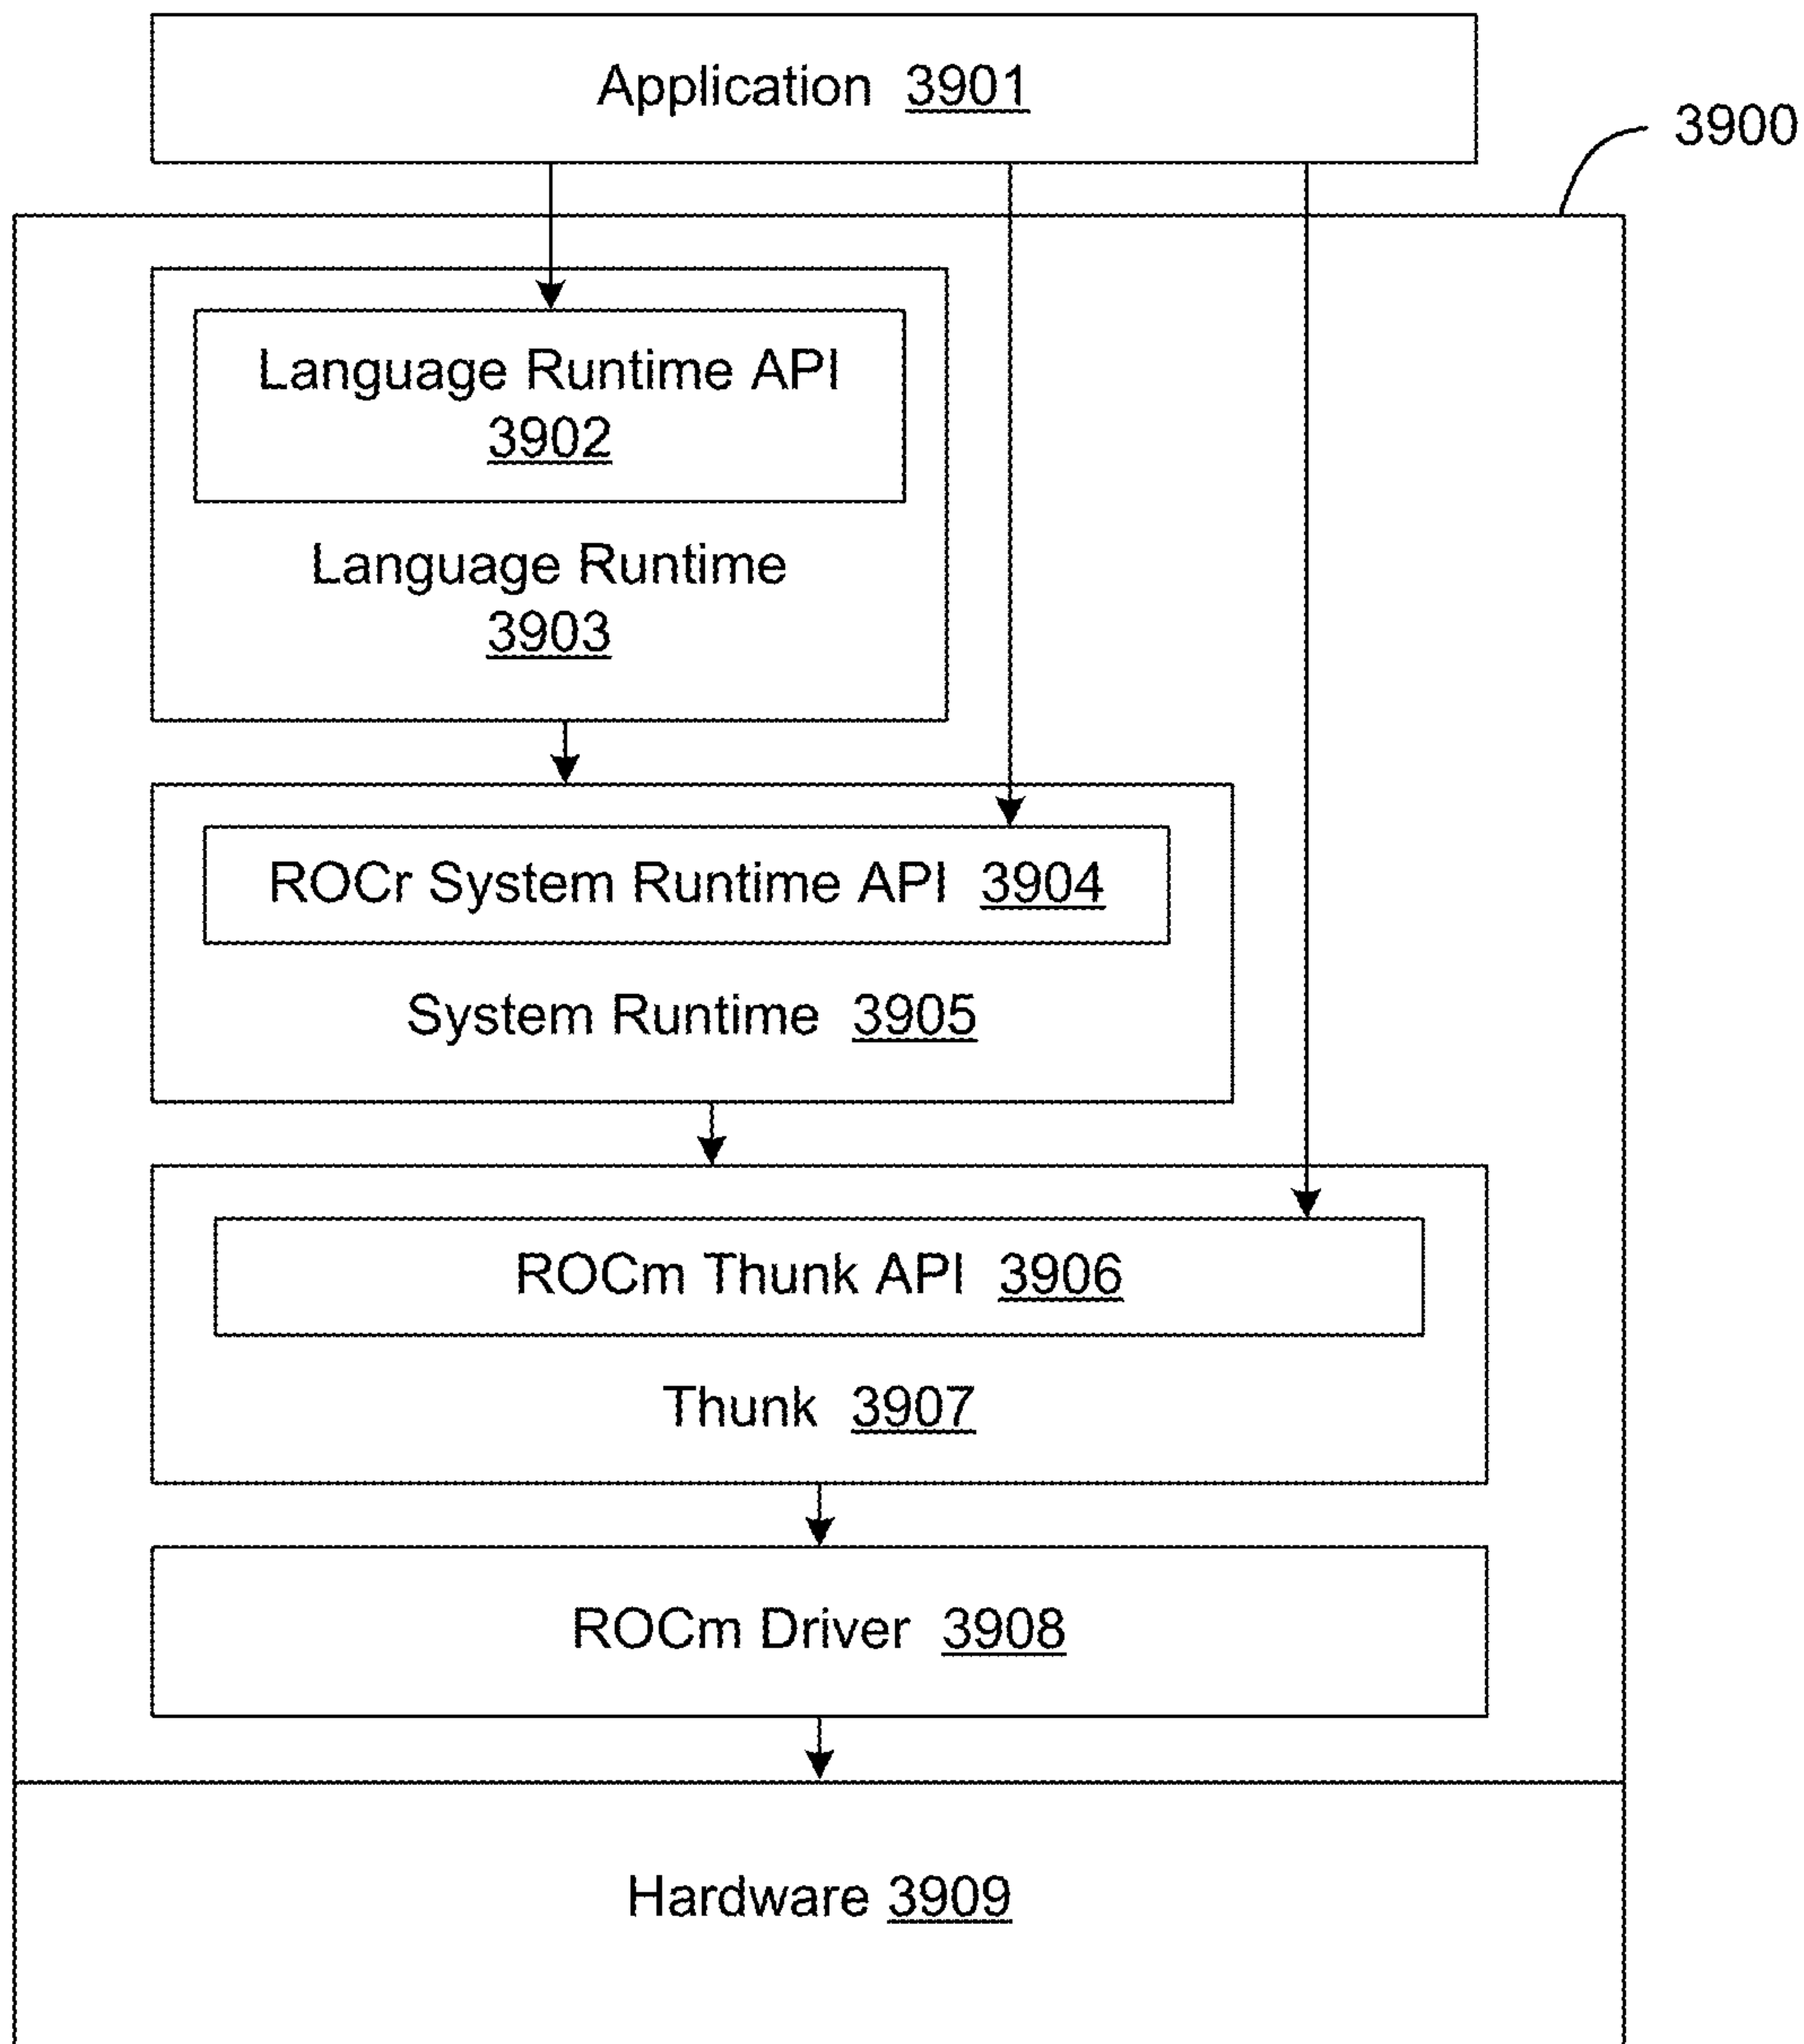 Application 3901
3900
Language Runtime API
3902
Language Runtime
3903
ROCr System Runtime API 3904
System Runtime 3905
ROCm Thunk API 3906
Thunk 3907
ROCm Driver 3908
Hardware 3909